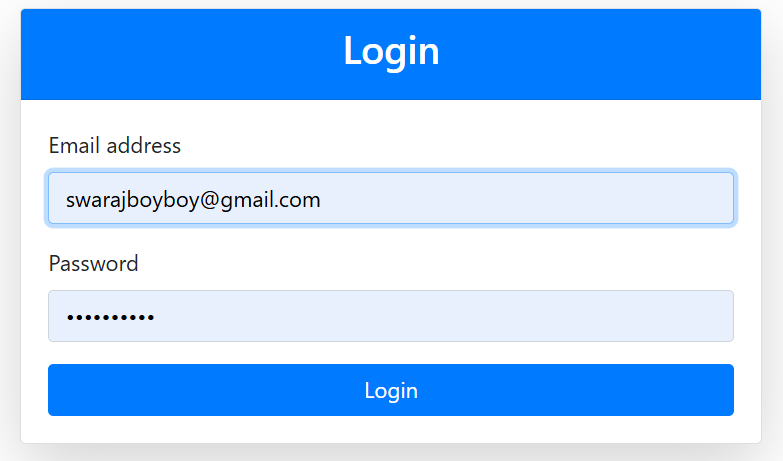 Login
Email address
swarajboyboy@gmail.com
Password
••••••••••
Login